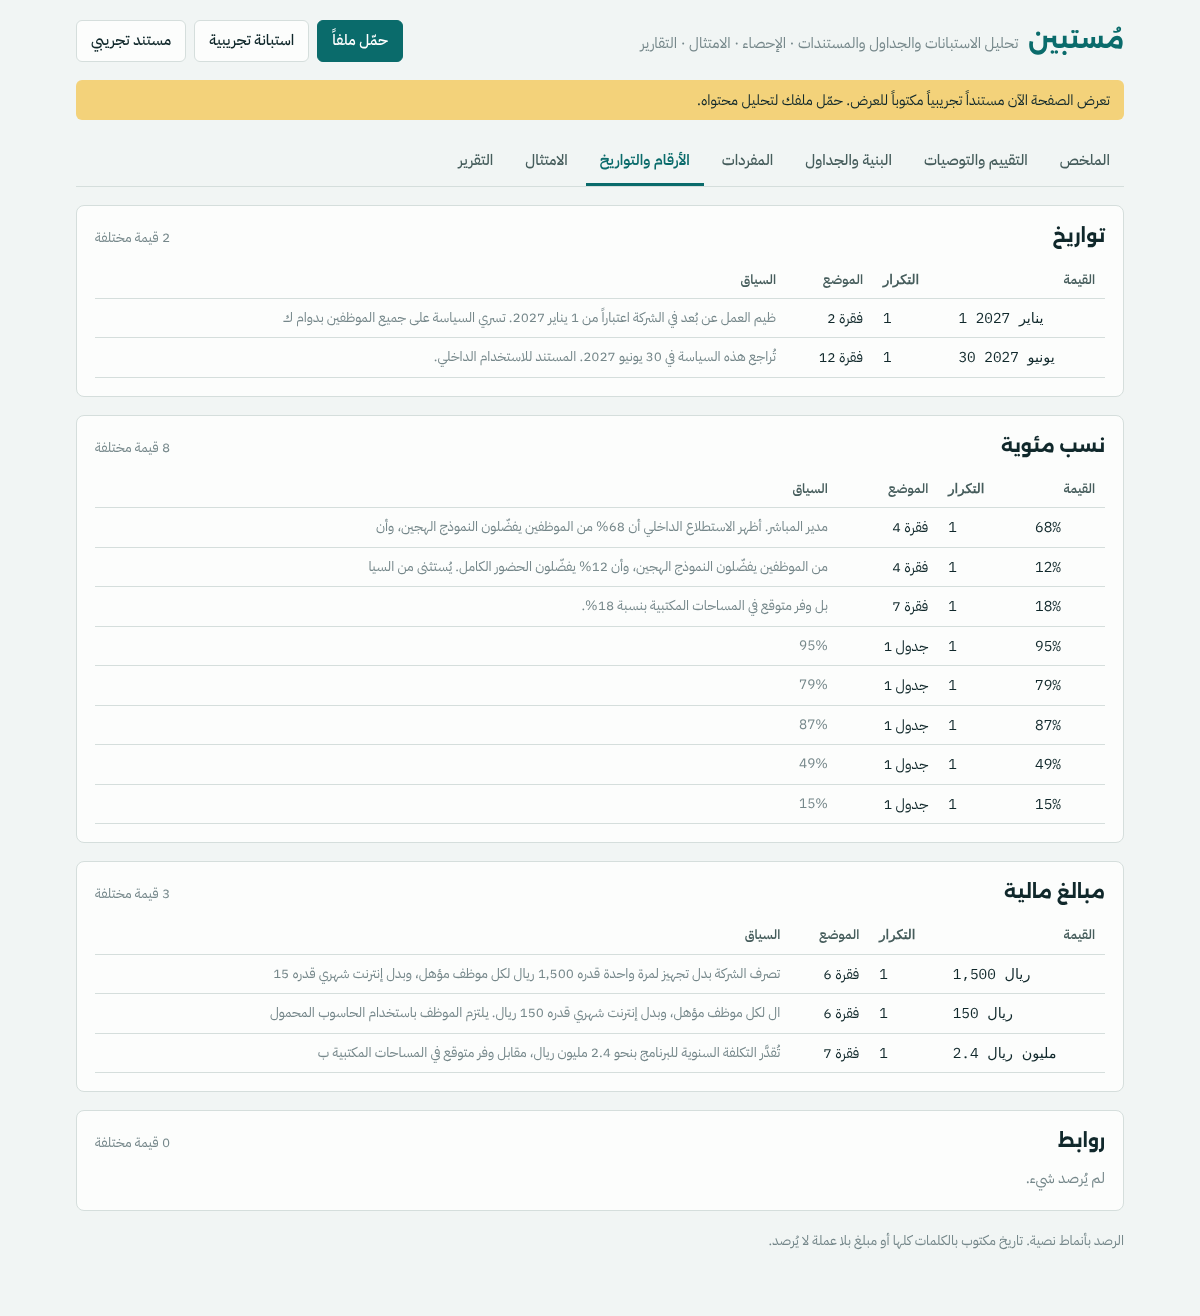 مُستبين تحليل الاستبانات والجداول والمستندات · الإحصاء · الامتثال · التقارير
حمّل ملفاً استبانة تجريبية مستند تجريبي
تعرض الصفحة الآن مستنداً تجريبياً مكتوباً للعرض. حمّل ملفك لتحليل محتواه.
الملخص التقييم والتوصيات البنية والجداول المفردات الأرقام والتواريخ الامتثال التقرير
تواريخ 2 قيمة مختلفة
القيمة التكرار الموضع السياق
1 يناير 2027 1 فقرة 2 ظيم العمل عن بُعد في الشركة اعتباراً من 1 يناير 2027. تسري السياسة على جميع الموظفين بدوام ك
30 يونيو 2027 1 فقرة 12 تُراجع هذه السياسة في 30 يونيو 2027. المستند للاستخدام الداخلي.
نسب مئوية 8 قيمة مختلفة
القيمة التكرار الموضع السياق
68% 1 فقرة 4 مدير المباشر. أظهر الاستطلاع الداخلي أن 68% من الموظفين يفضّلون النموذج الهجين، وأن
12% 1 فقرة 4 من الموظفين يفضّلون النموذج الهجين، وأن 12% يفضّلون الحضور الكامل. يُستثنى من السيا
18% 1 فقرة 7 بل وفر متوقع في المساحات المكتبية بنسبة 18%.
95% 1 جدول 1 95%
79% 1 جدول 1 79%
87% 1 جدول 1 87%
49% 1 جدول 1 49%
15% 1 جدول 1 15%
مبالغ مالية 3 قيمة مختلفة
القيمة التكرار الموضع السياق
1,500 ريال 1 فقرة 6 تصرف الشركة بدل تجهيز لمرة واحدة قدره 1,500 ريال لكل موظف مؤهل، وبدل إنترنت شهري قدره 15
150 ريال 1 فقرة 6 ال لكل موظف مؤهل، وبدل إنترنت شهري قدره 150 ريال. يلتزم الموظف باستخدام الحاسوب المحمول
2.4 مليون ريال 1 فقرة 7 تُقدَّر التكلفة السنوية للبرنامج بنحو 2.4 مليون ريال، مقابل وفر متوقع في المساحات المكتبية ب
روابط 0 قيمة مختلفة
لم يُرصد شيء.
الرصد بأنماط نصية. تاريخ مكتوب بالكلمات كلها أو مبلغ بلا عملة لا يُرصد.